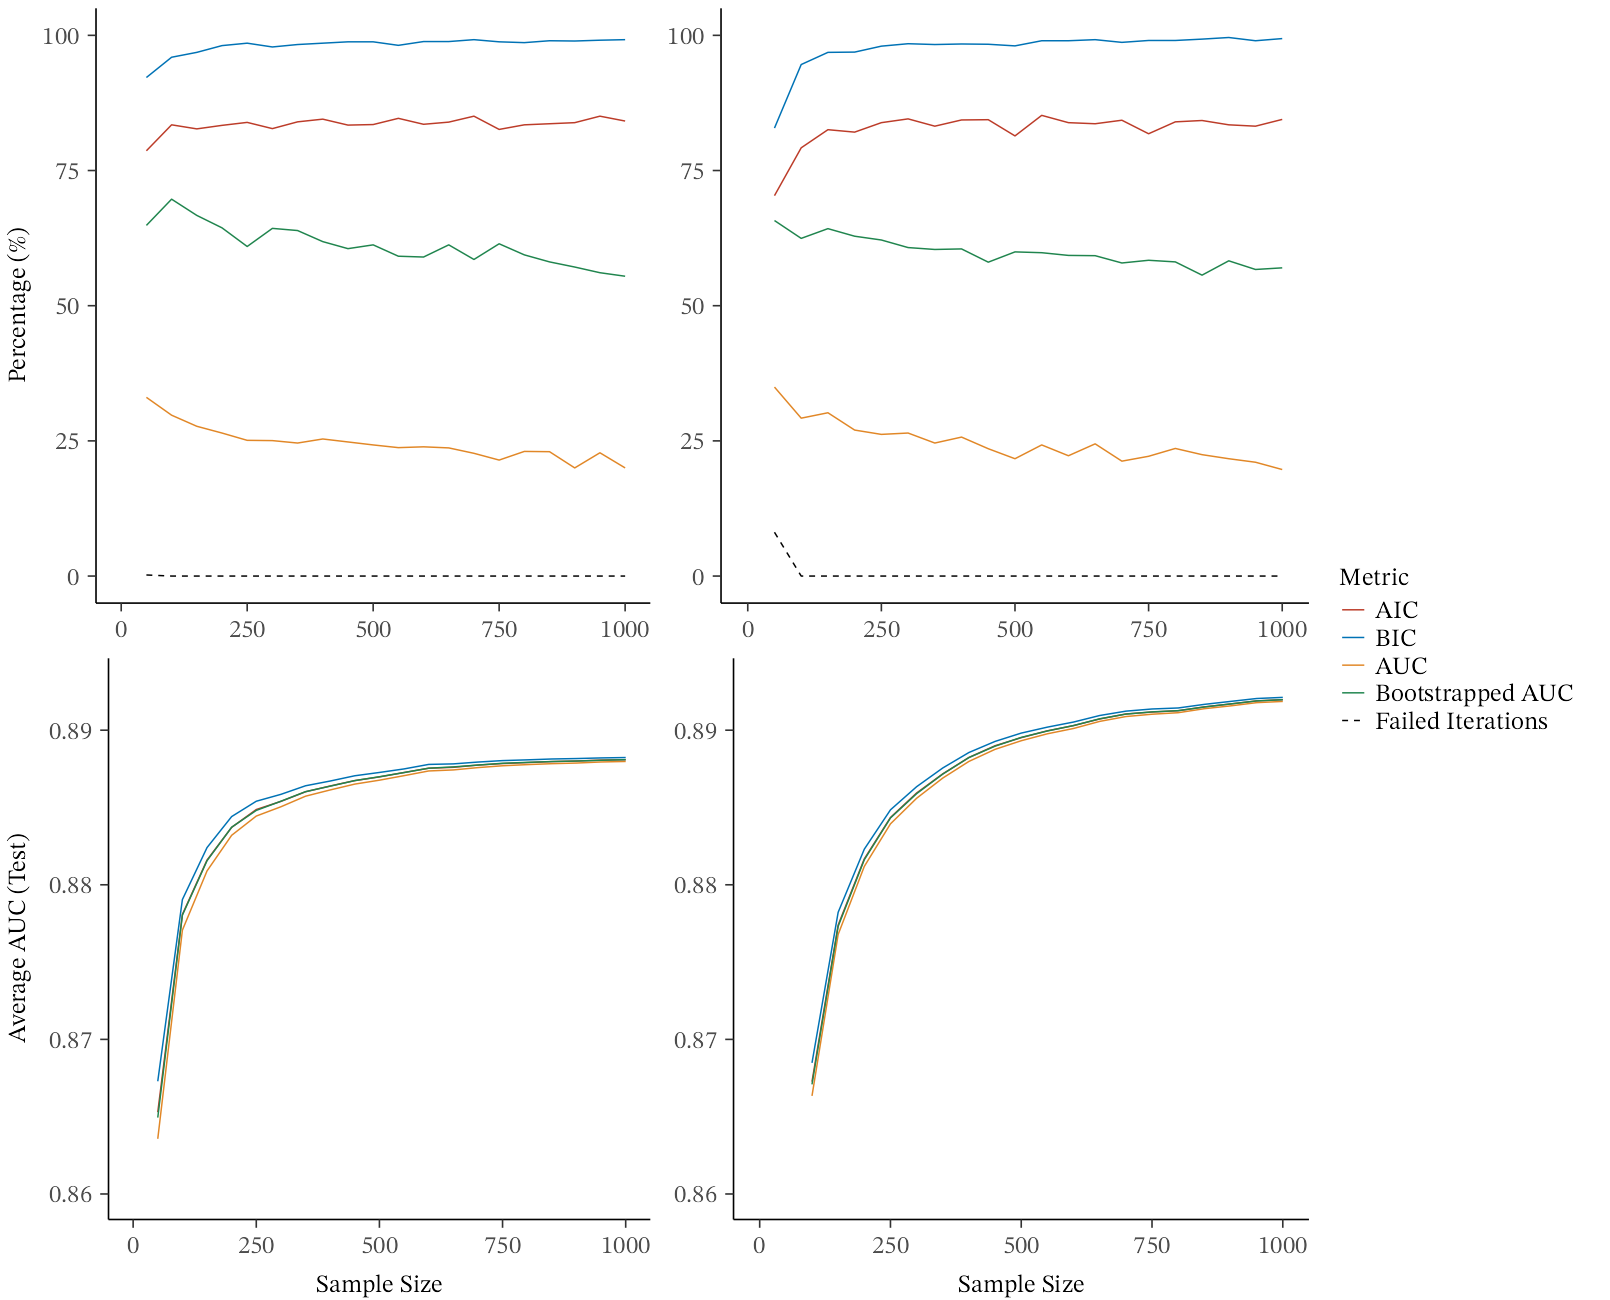 Percentage (%)
100
75
50
25
0
0 250 500 750 1000
100
75
50
25
0
0 250 500 750 1000
Average AUC (Test)
0.89
0.88
0.87
0.86
0 250 500 750 1000
Sample Size
0.89
0.88
0.87
0.86
0 250 500 750 1000
Sample Size
Metric
AIC
BIC
AUC
Bootstrapped AUC
Failed Iterations